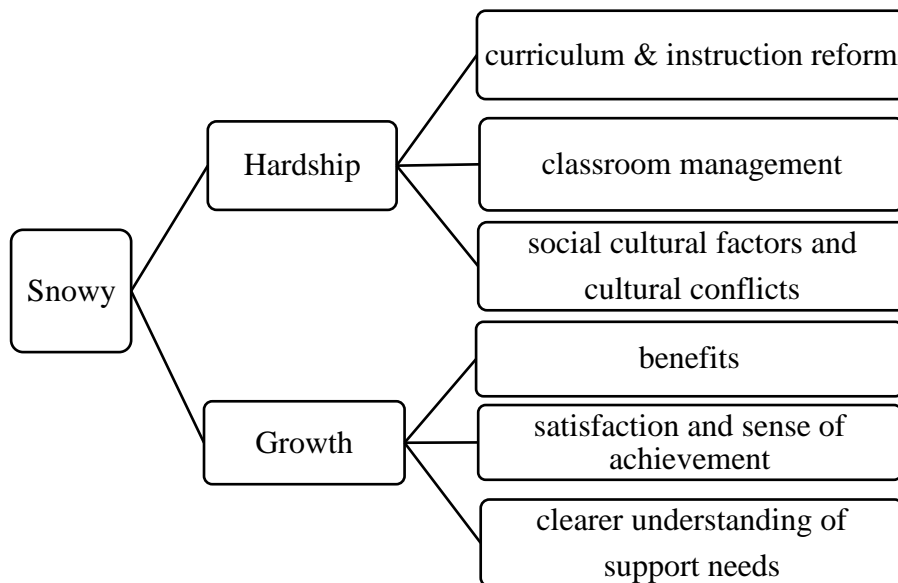 curriculum & instruction reform
Hardship
classroom management
social cultural factors and
cultural conflicts
Snowy
benefits
Growth
satisfaction and sense of
achievement
clearer understanding of
support needs